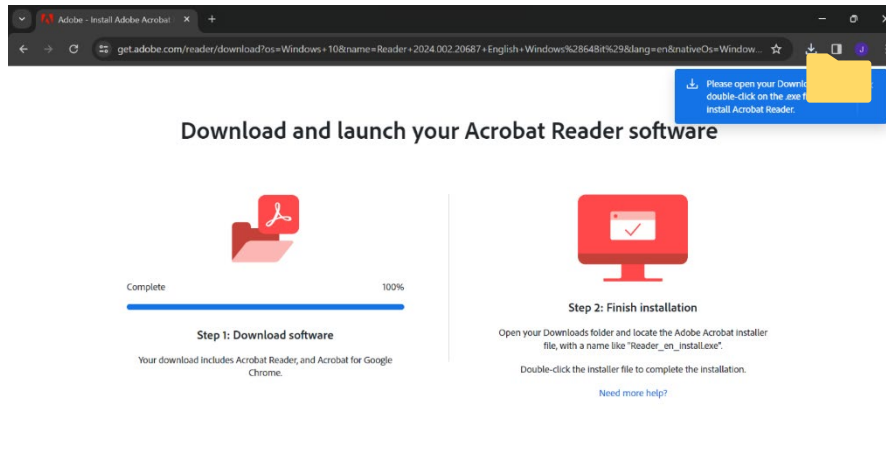 Adobe - Install Adobe Acrobat
get.adobe.com/reader/download?os=Windows+10&name=Reader+2024.002.20687+English+Windows%2864Bit%29&lang=en&nativeOs=Window...
J
Please open your
double-click on the .exe
install Acrobat Reader.
Download and launch your Acrobat Reader software
Complete 100%
Step 1: Download software
Your download includes Acrobat Reader, and Acrobat for Google
Chrome.
Step 2: Finish installation
Open your Downloads folder and locate the Adobe Acrobat installer
file, with a name like "Reader_en_install.exe".
Double-click the installer file to complete the installation.
Need more help?